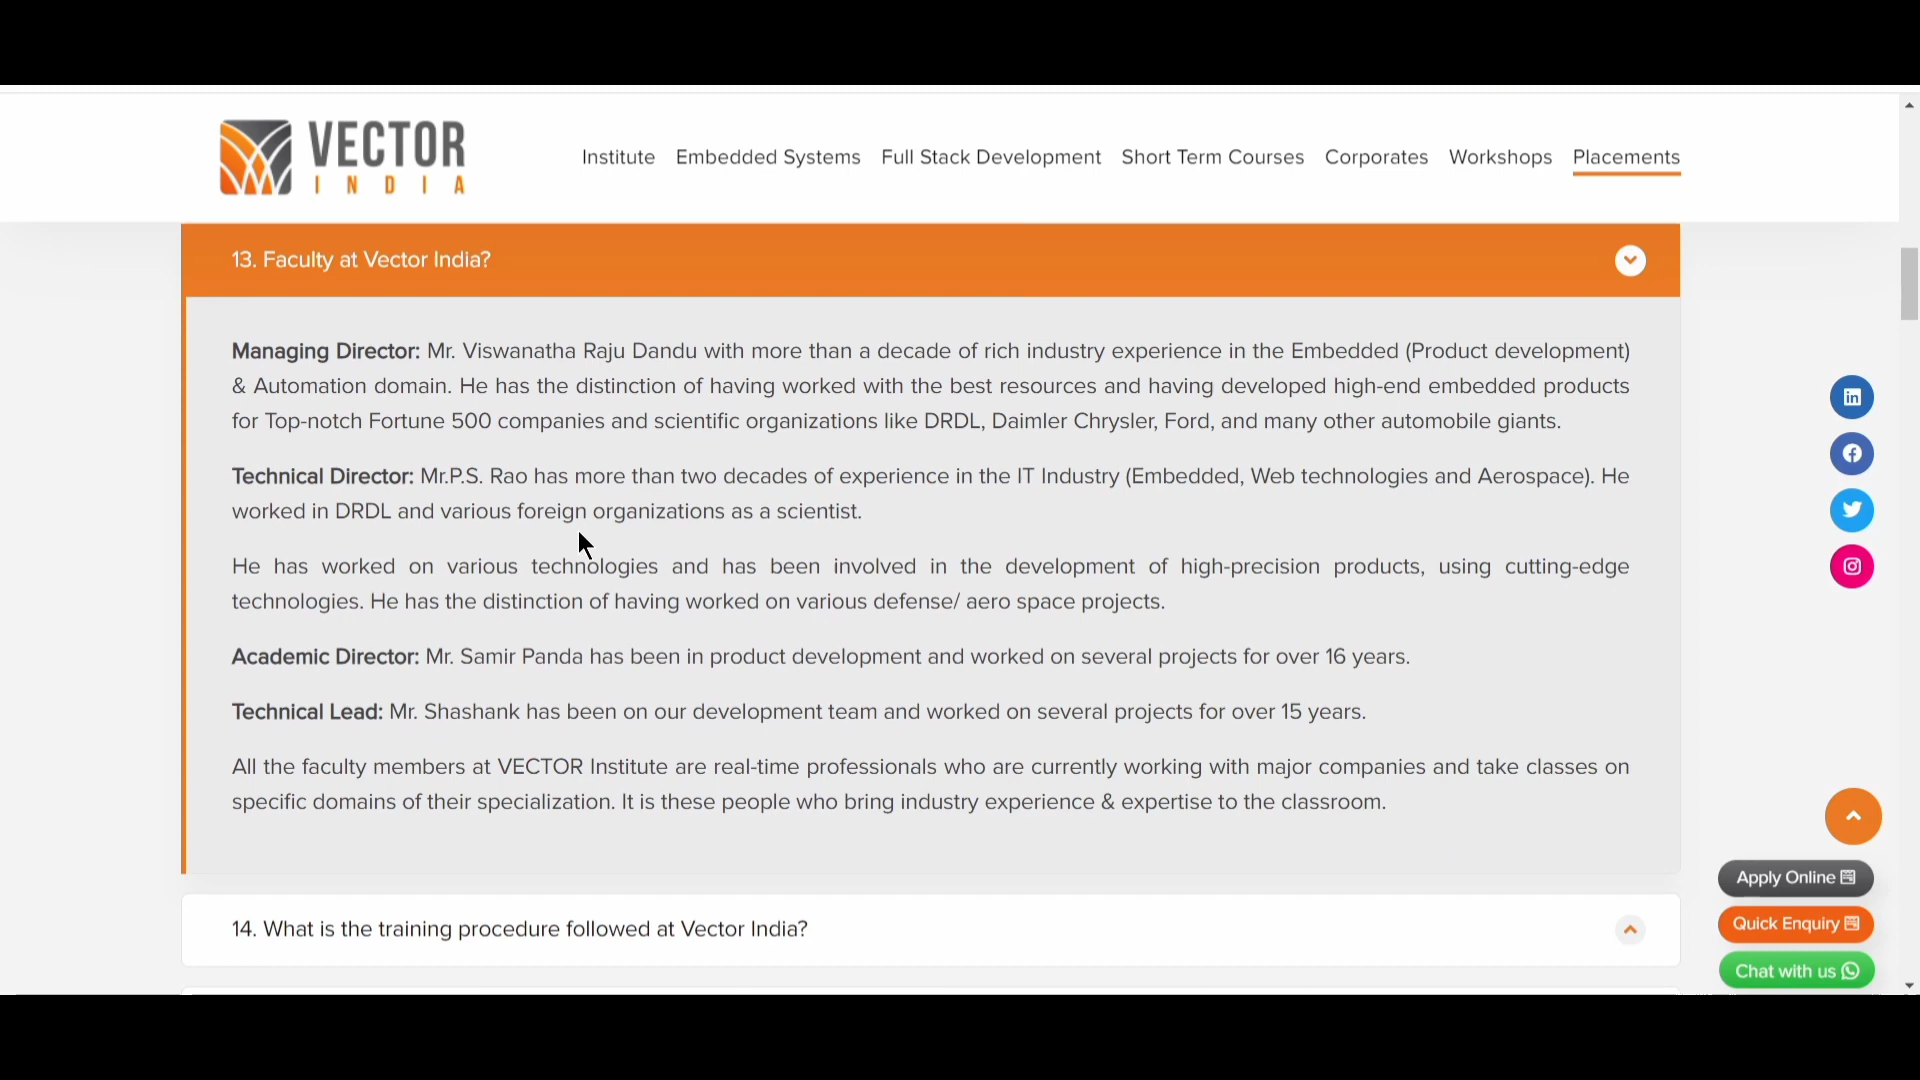 VECTOR
INDIA
Institute Embedded Systems Full Stack Development Short Term Courses Corporates Workshops Placements
13. Faculty at Vector India?
Managing Director: Mr. Viswanatha Raju Dandu with more than a decade of rich industry experience in the Embedded (Product development)
& Automation domain. He has the distinction of having worked with the best resources and having developed high-end embedded products
for Top-notch Fortune 500 companies and scientific organizations like DRDL, Daimler Chrysler, Ford, and many other automobile giants.
Technical Director: Mr.P.S. Rao has more than two decades of experience in the IT Industry (Embedded, Web technologies and Aerospace). He
worked in DRDL and various foreign organizations as a scientist.
He has worked on various technologies and has been involved in the development of high-precision products, using cutting-edge
technologies. He has the distinction of having worked on various defense/ aero space projects.
Academic Director: Mr. Samir Panda has been in product development and worked on several projects for over 16 years.
Technical Lead: Mr. Shashank has been on our development team and worked on several projects for over 15 years.
All the faculty members at VECTOR Institute are real-time professionals who are currently working with major companies and take classes on
specific domains of their specialization. It is these people who bring industry experience & expertise to the classroom.
14. What is the training procedure followed at Vector India?
in
Apply Online
Quick Enquiry
Chat with us